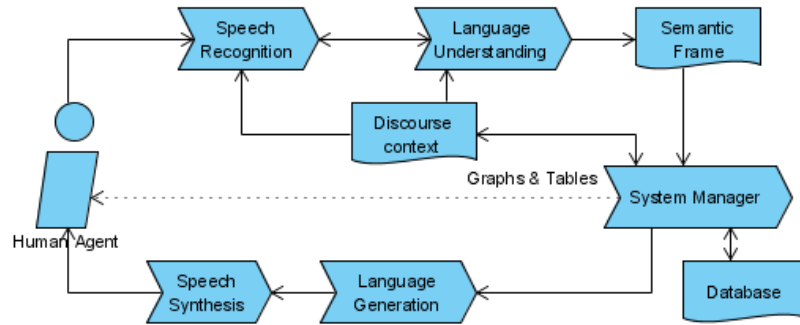 Speech
Recognition
Language
Understanding
Semantic
Frame
Discourse
context
Graphs & Tables
System Manager
Human Agent
Speech
Synthesis
Language
Generation
Database